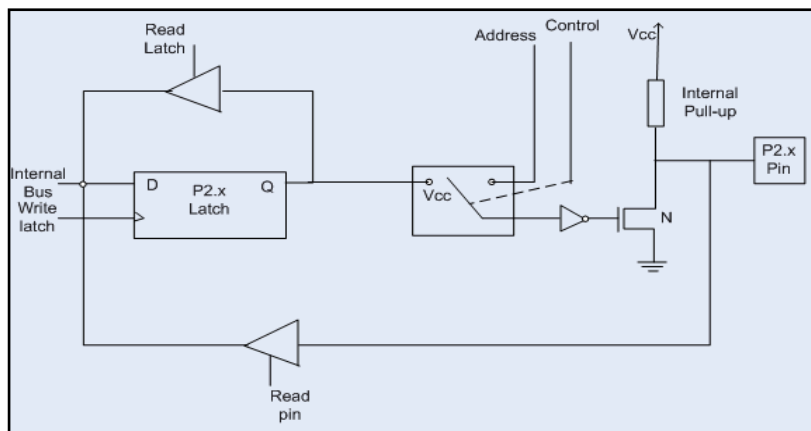 Read
Latch
Address
Control
Vcc
Internal
Pull-up
Internal
Bus
Write
latch
D
P2.x
Latch
Q
Vcc
N
P2.x
Pin
Read
pin